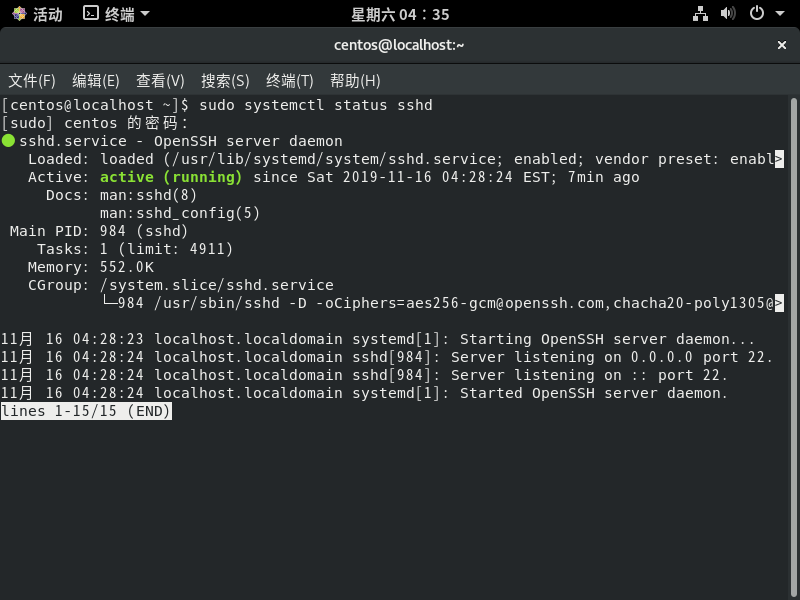 活动 终端 星期六 04：35
centos@localhost:~ ×
文件(F) 编辑(E) 查看(V) 搜索(S) 终端(T) 帮助(H)
[centos@localhost ~]$ sudo systemctl status sshd
[sudo] centos 的密码：
● sshd.service - OpenSSH server daemon
   Loaded: loaded (/usr/lib/systemd/system/sshd.service; enabled; vendor preset: enabl>
   Active: active (running) since Sat 2019-11-16 04:28:24 EST; 7min ago
     Docs: man:sshd(8)
           man:sshd_config(5)
 Main PID: 984 (sshd)
    Tasks: 1 (limit: 4911)
   Memory: 552.0K
   CGroup: /system.slice/sshd.service
           └─984 /usr/sbin/sshd -D -oCiphers=aes256-gcm@openssh.com,chacha20-poly1305@>
11月 16 04:28:23 localhost.localdomain systemd[1]: Starting OpenSSH server daemon...
11月 16 04:28:24 localhost.localdomain sshd[984]: Server listening on 0.0.0.0 port 22.
11月 16 04:28:24 localhost.localdomain sshd[984]: Server listening on :: port 22.
11月 16 04:28:24 localhost.localdomain systemd[1]: Started OpenSSH server daemon.
lines 1-15/15 (END)